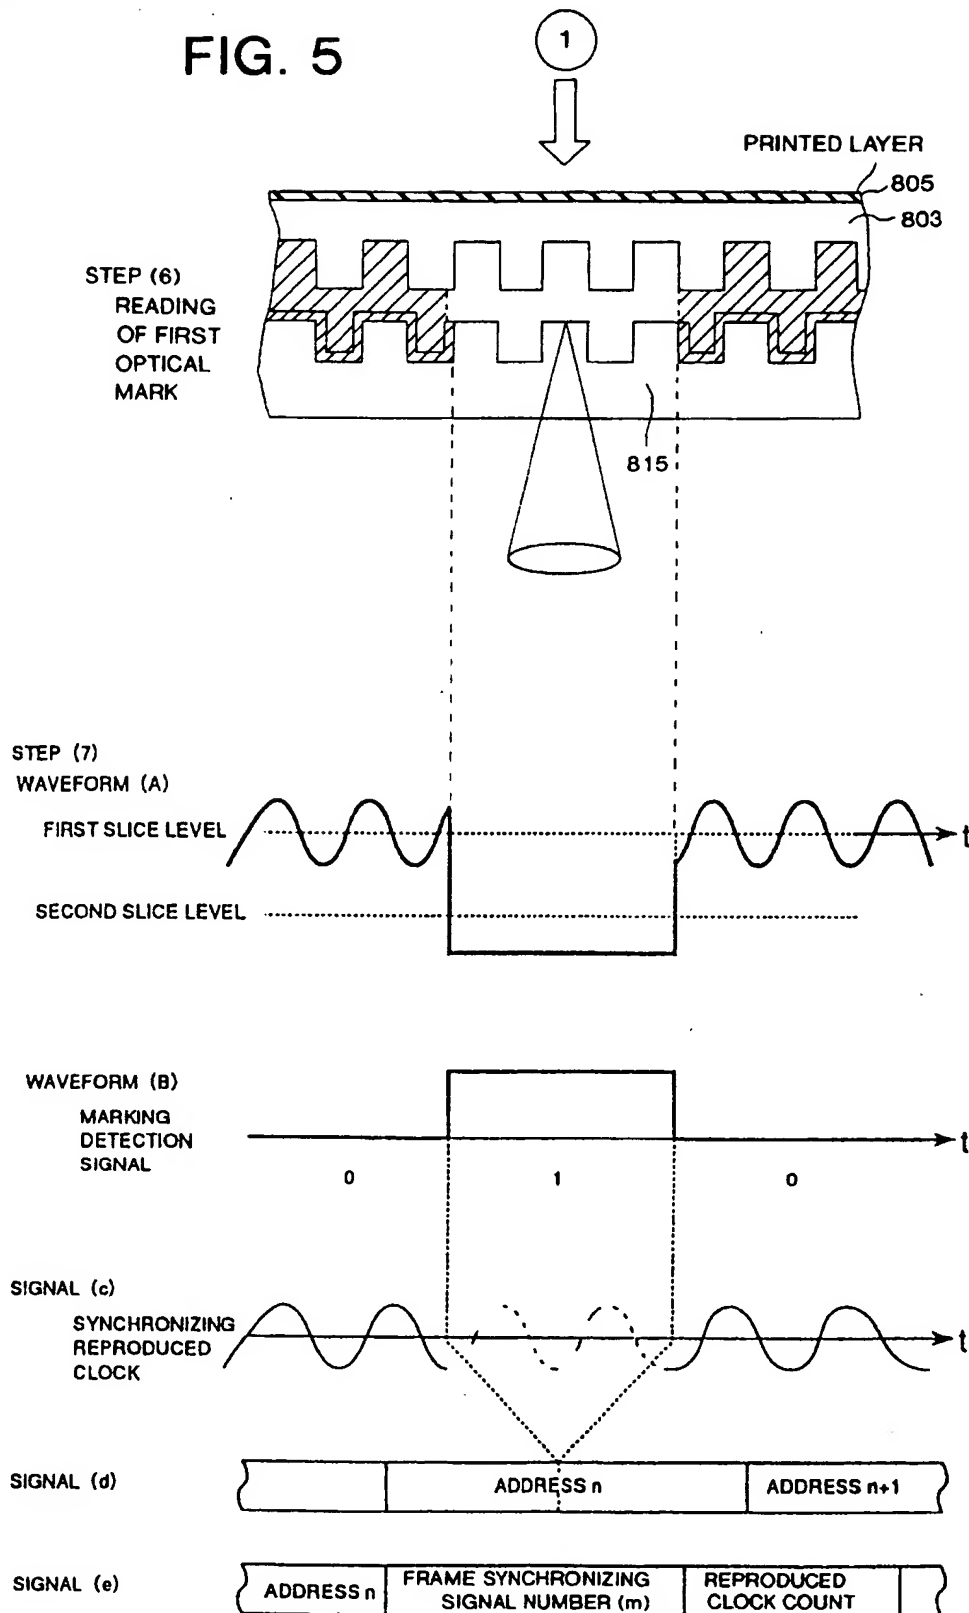 FIG. 5
1
PRINTED LAYER
805
803
STEP (6)
READING
OF FIRST
OPTICAL
MARK
815
STEP (7)
WAVEFORM (A)
FIRST SLICE LEVEL
t
SECOND SLICE LEVEL
WAVEFORM (B)
MARKING
DETECTION
SIGNAL
t
0
1
0
SIGNAL (c)
SYNCHRONIZING
REPRODUCED
CLOCK
t
SIGNAL (d)
ADDRESS n
ADDRESS n+1
SIGNAL (e)
ADDRESS n
FRAME SYNCHRONIZING
SIGNAL NUMBER (m)
REPRODUCED
CLOCK COUNT